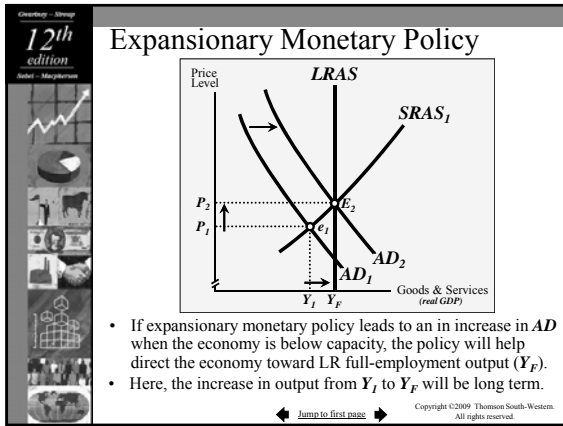 Gwartney – Stroup
12th
edition
Sobel – Macpherson
Expansionary Monetary Policy
Price
Level
LRAS
SRAS1
P2
E2
P1
e1
AD2
AD1
Goods & Services
(real GDP)
Y1 YF
• If expansionary monetary policy leads to an in increase in AD
when the economy is below capacity, the policy will help
direct the economy toward LR full-employment output (YF).
• Here, the increase in output from Y1 to YF will be long term.
Jump to first page
Copyright ©2009 Thomson South-Western.
All rights reserved.